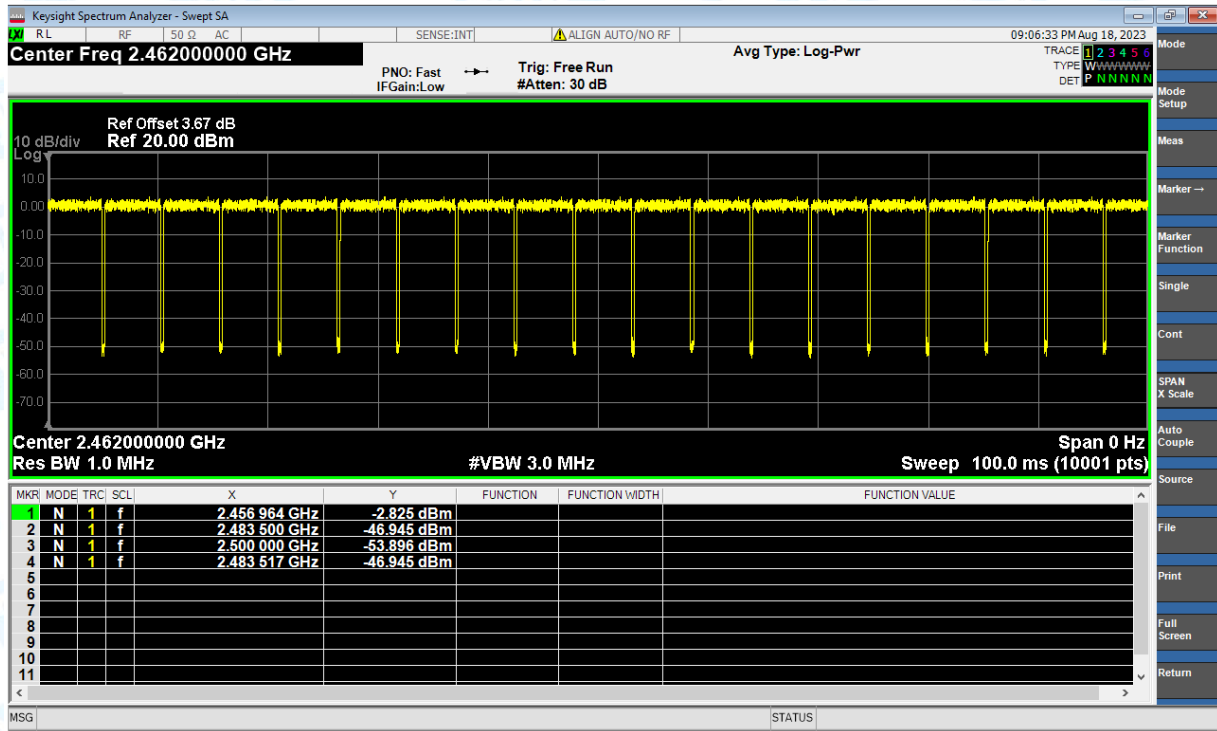 Keysight Spectrum Analyzer - Swept SA
LXI RL RF 50 Ω AC SENSE:INT ALIGN AUTO/NO RF 09:06:33 PM Aug 18, 2023
Center Freq 2.462000000 GHz Avg Type: Log-Pwr TRACE 1 2 3 4 5 6
PNO: Fast Trig: Free Run TYPE WWWWWW
IFGain:Low #Atten: 30 dB DET P N N N N N
Ref Offset 3.67 dB
10 dB/div Ref 20.00 dBm
Log
10.0
0.00
-10.0
-20.0
-30.0
-40.0
-50.0
-60.0
-70.0
Center 2.462000000 GHz Span 0 Hz
Res BW 1.0 MHz #VBW 3.0 MHz Sweep 100.0 ms (10001 pts)
MKR MODE TRC SCL X Y FUNCTION FUNCTION WIDTH FUNCTION VALUE
1 N 1 f 2.456 964 GHz -2.825 dBm
2 N 1 f 2.483 500 GHz -46.945 dBm
3 N 1 f 2.500 000 GHz -53.896 dBm
4 N 1 f 2.483 517 GHz -46.945 dBm
5
6
7
8
9
10
11
MSG STATUS
Mode
Mode
Setup
Meas
Marker →
Marker
Function
Single
Cont
SPAN
X Scale
Auto
Couple
Source
File
Print
Full
Screen
Return